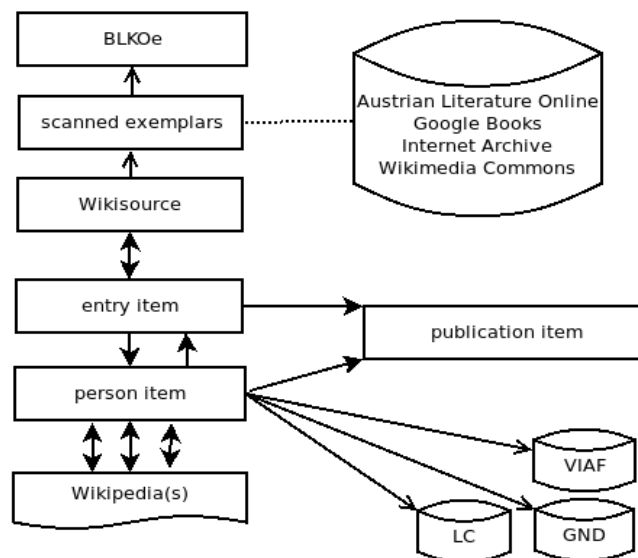 BLKOe
scanned exemplars
Austrian Literature Online
Google Books
Internet Archive
Wikimedia Commons
Wikisource
entry item
publication item
person item
VIAF
Wikipedia(s)
LC
GND